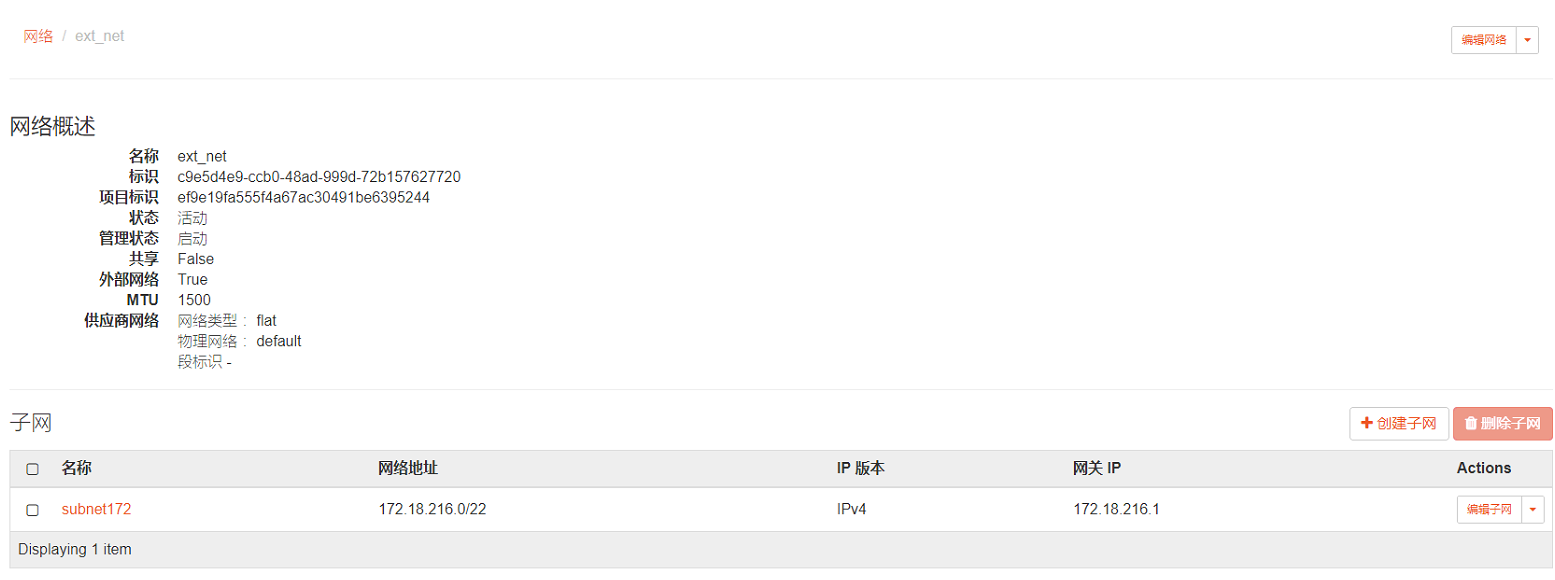 网络 / ext_net
编辑网络
网络概述
名称 ext_net
标识 c9e5d4e9-ccb0-48ad-999d-72b157627720
项目标识 ef9e19fa555f4a67ac30491be6395244
状态 活动
管理状态 启动
共享 False
外部网络 True
MTU 1500
供应商网络 网络类型： flat
物理网络： default
段标识 -
子网
创建子网 删除子网
名称 网络地址 IP 版本 网关 IP Actions
subnet172 172.18.216.0/22 IPv4 172.18.216.1 编辑子网
Displaying 1 item